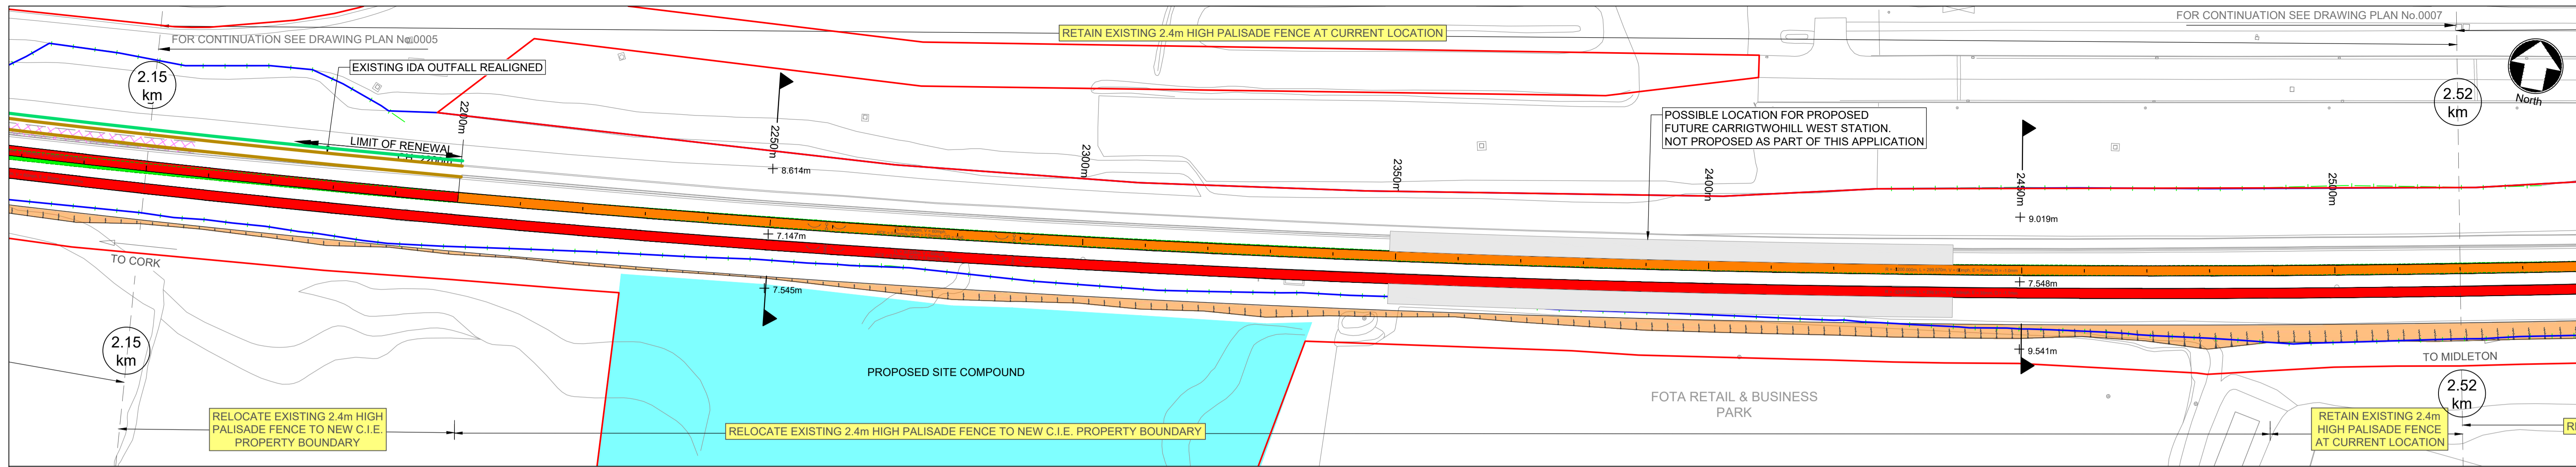 FOR CONTINUATION SEE DRAWING PLAN No.0005
RETAIN EXISTING 2.4m HIGH PALISADE FENCE AT CURRENT LOCATION
FOR CONTINUATION SEE DRAWING PLAN No.0007
2.15
km
EXISTING IDA OUTFALL REALIGNED
2.52
km
North
LIMIT OF RENEWAL
2200m
2250m
8.614m
2300m
2350m
POSSIBLE LOCATION FOR PROPOSED
FUTURE CARRIGTWOHILL WEST STATION.
NOT PROPOSED AS PART OF THIS APPLICATION
2400m
2450m
9.019m
2500m
7.147m
7.545m
7.548m
9.541m
TO CORK
TO MIDLETON
2.15
km
PROPOSED SITE COMPOUND
FOTA RETAIL & BUSINESS
PARK
2.52
km
RELOCATE EXISTING 2.4m HIGH
PALISADE FENCE TO NEW C.I.E.
PROPERTY BOUNDARY
RELOCATE EXISTING 2.4m HIGH PALISADE FENCE TO NEW C.I.E. PROPERTY BOUNDARY
RETAIN EXISTING 2.4m
HIGH PALISADE FENCE
AT CURRENT LOCATION